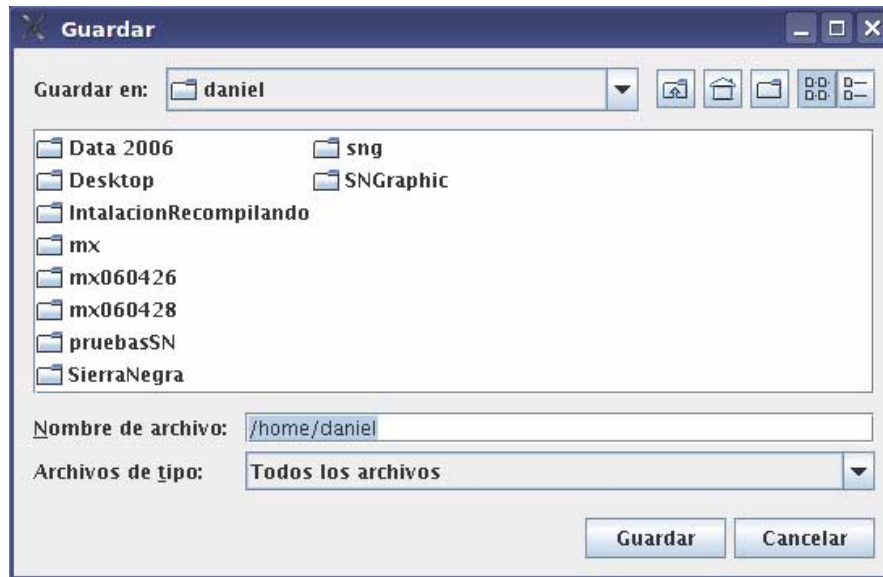 Guardar
Guardar en: daniel
Data 2006
Desktop
IntalacionRecompilando
mx
mx060426
mx060428
pruebasSN
SierraNegra
sng
SNGraphic
Nombre de archivo: /home/daniel
Archivos de tipo: Todos los archivos
Guardar Cancelar